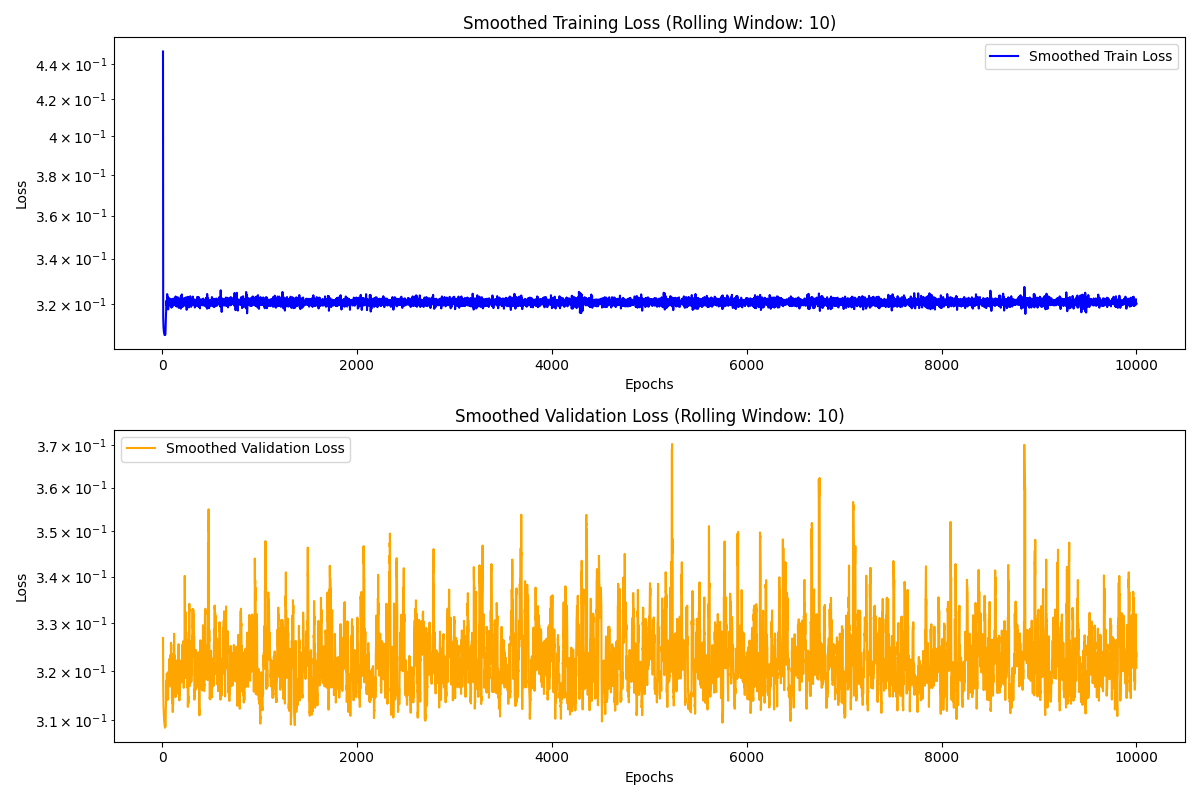 Smoothed Training Loss (Rolling Window: 10)
Smoothed Train Loss
4.4 × 10⁻¹
4.2 × 10⁻¹
4 × 10⁻¹
3.8 × 10⁻¹
3.6 × 10⁻¹
3.4 × 10⁻¹
3.2 × 10⁻¹
Loss
0 2000 4000 6000 8000 10000
Epochs
Smoothed Validation Loss (Rolling Window: 10)
Smoothed Validation Loss
3.7 × 10⁻¹
3.6 × 10⁻¹
3.5 × 10⁻¹
3.4 × 10⁻¹
3.3 × 10⁻¹
3.2 × 10⁻¹
3.1 × 10⁻¹
Loss
0 2000 4000 6000 8000 10000
Epochs